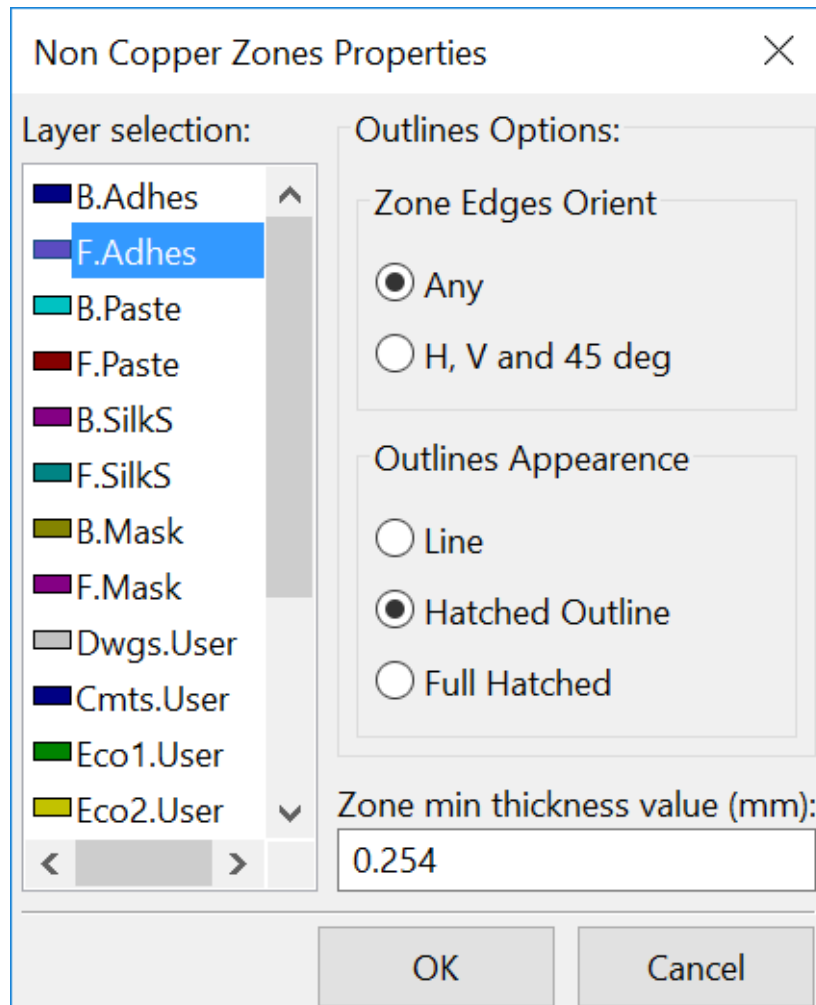 Non Copper Zones Properties
Layer selection:
B.Adhes
F.Adhes
B.Paste
F.Paste
B.SilkS
F.SilkS
B.Mask
F.Mask
Dwgs.User
Cmts.User
Eco1.User
Eco2.User
Outlines Options:
Zone Edges Orient
Any
H, V and 45 deg
Outlines Appearence
Line
Hatched Outline
Full Hatched
Zone min thickness value (mm):
0.254
OK
Cancel